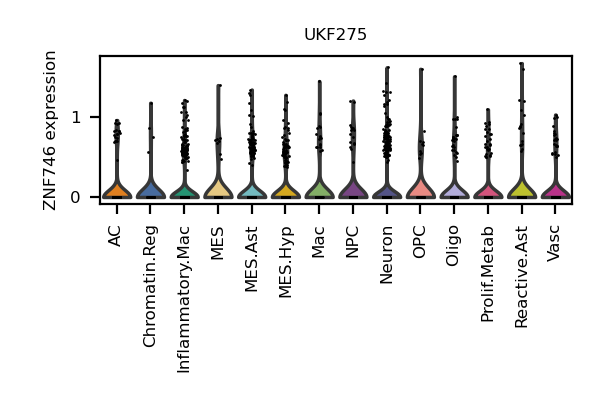 UKF275
ZNF746 expression
1
0
AC
Chromatin.Reg
Inflammatory.Mac
MES
MES.Ast
MES.Hyp
Mac
NPC
Neuron
OPC
Oligo
Prolif.Metab
Reactive.Ast
Vasc